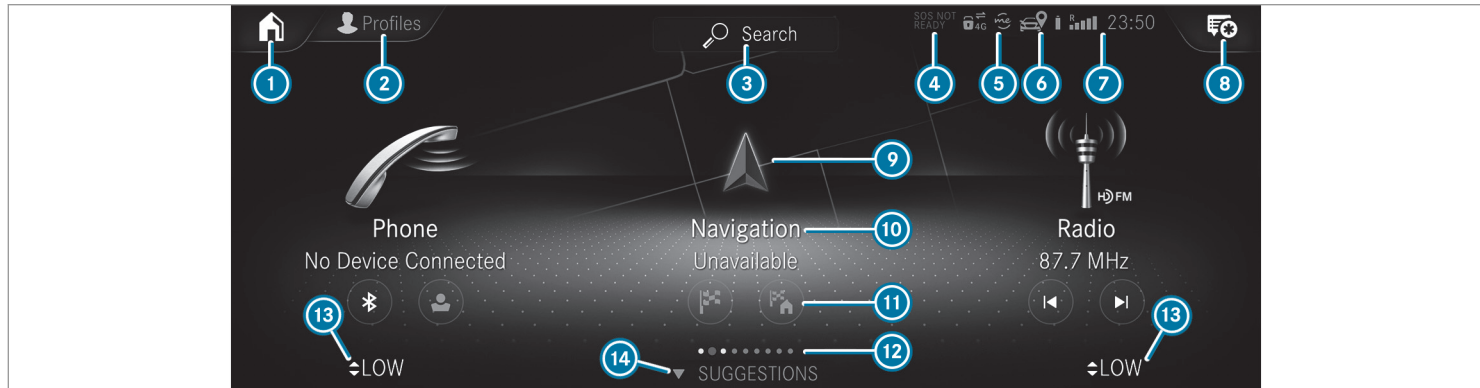 Profiles
Search
SOS NOT
READY
4G
me
R
23:50
1
2
3
4
5
6
7
8
9
HD FM
Phone
Navigation
10
Radio
No Device Connected
Unavailable
87.7 MHz
11
13
13
12
14
LOW
SUGGESTIONS
LOW